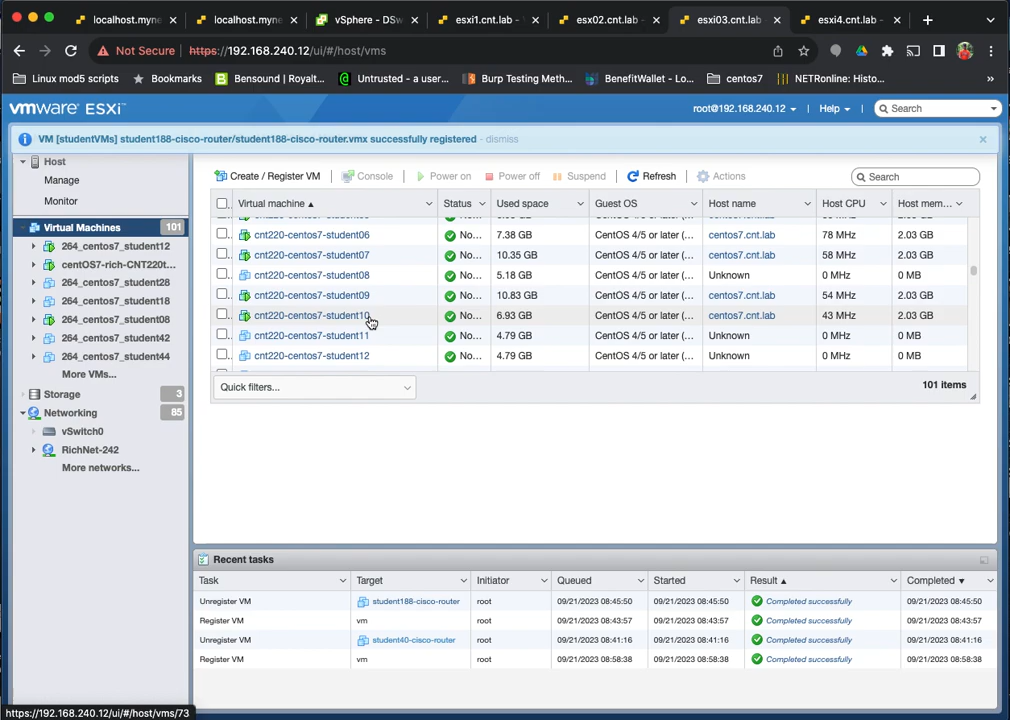 localhost.myne
localhost.myne
vSphere - DSw
esxi1.cnt.lab -
esx02.cnt.lab
esxi03.cnt.lab
esxi4.cnt.lab
Not Secure https://192.168.240.12/ui/#/host/vms
Linux mod5 scripts
Bookmarks
Bensound | Royalt...
Untrusted - a user...
Burp Testing Meth...
BenefitWallet - Lo...
centos7
NETRonline: Histo...
»
vmware ESXi™
root@192.168.240.12
Help
Search
VM [studentVMs] student188-cisco-router/student188-cisco-router.vmx successfully registered - dismiss
Host
Manage
Monitor
Virtual Machines 101
264_centos7_student12
centOS7-rich-CNT220t...
264_centos7_student28
264_centos7_student18
264_centos7_student08
264_centos7_student42
264_centos7_student44
More VMs...
Storage 3
Networking 85
vSwitch0
RichNet-242
More networks...
Create / Register VM
Console
Power on
Power off
Suspend
Refresh
Actions
Search
Virtual machine ▲ Status Used space Guest OS Host name Host CPU Host mem...
cnt220-centos7-student06 No... 7.38 GB CentOS 4/5 or later (... centos7.cnt.lab 78 MHz 2.03 GB
cnt220-centos7-student07 No... 10.35 GB CentOS 4/5 or later (... centos7.cnt.lab 58 MHz 2.03 GB
cnt220-centos7-student08 No... 5.18 GB CentOS 4/5 or later (... Unknown 0 MHz 0 MB
cnt220-centos7-student09 No... 10.83 GB CentOS 4/5 or later (... centos7.cnt.lab 54 MHz 2.03 GB
cnt220-centos7-student10 No... 6.93 GB CentOS 4/5 or later (... centos7.cnt.lab 43 MHz 2.03 GB
cnt220-centos7-student11 No... 4.79 GB CentOS 4/5 or later (... Unknown 0 MHz 0 MB
cnt220-centos7-student12 No... 4.79 GB CentOS 4/5 or later (... Unknown 0 MHz 0 MB
Quick filters...
101 items
Recent tasks
Task Target Initiator Queued Started Result ▲ Completed ▼
Unregister VM student188-cisco-router root 09/21/2023 08:45:50 09/21/2023 08:45:50 Completed successfully 09/21/2023 08:45:50
Register VM vm root 09/21/2023 08:43:57 09/21/2023 08:43:57 Completed successfully 09/21/2023 08:43:57
Unregister VM student40-cisco-router root 09/21/2023 08:41:16 09/21/2023 08:41:16 Completed successfully 09/21/2023 08:41:16
Register VM vm root 09/21/2023 08:58:38 09/21/2023 08:58:38 Completed successfully 09/21/2023 08:58:38
https://192.168.240.12/ui/#/host/vms/73